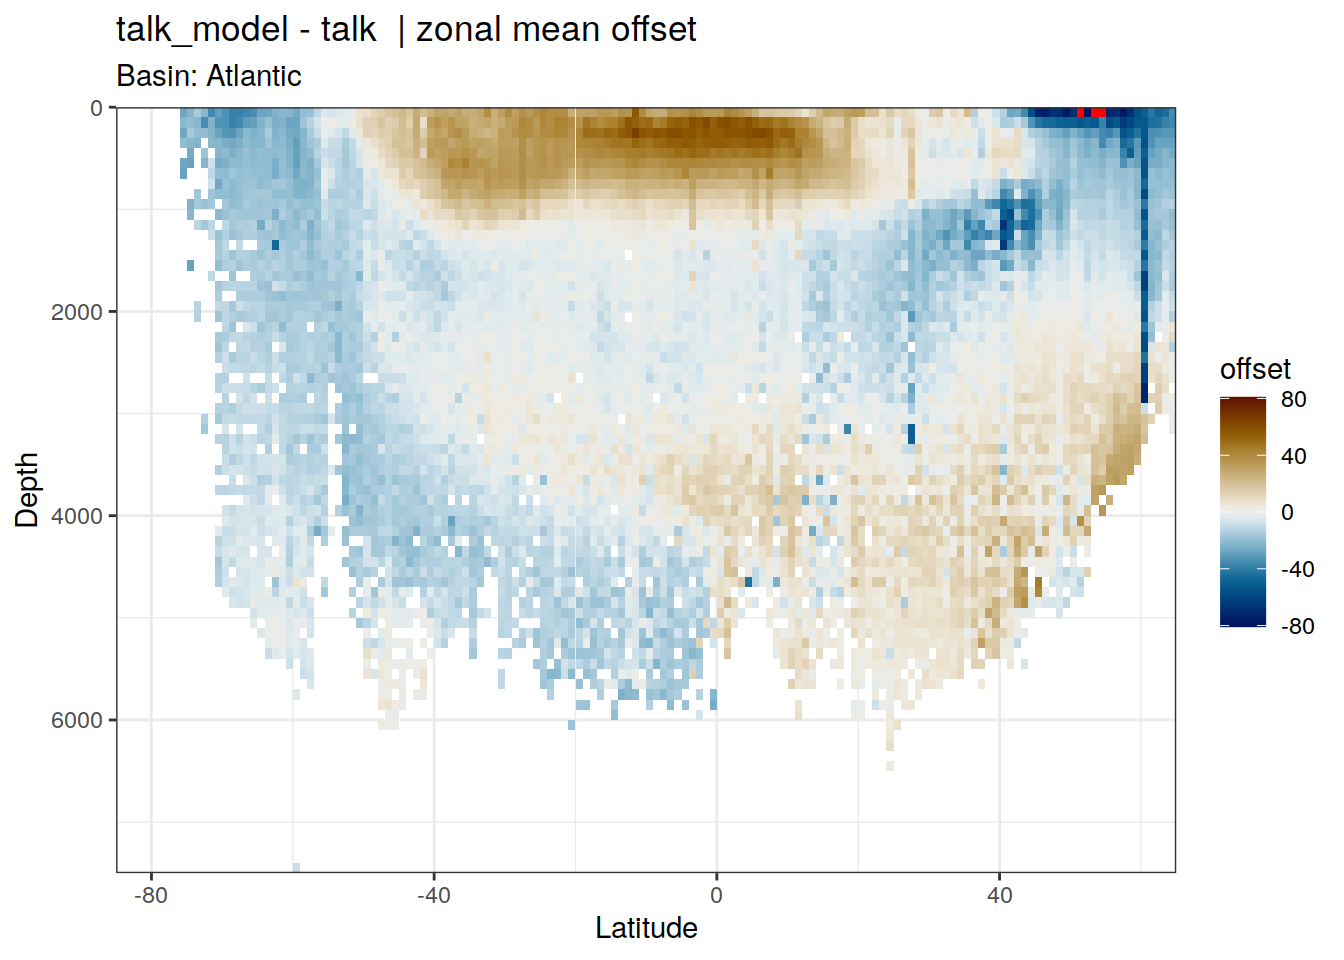 talk_model - talk  | zonal mean offset
Basin: Atlantic
0
2000
4000
6000
Depth
-80
-40
0
40
Latitude
offset
80
40
0
-40
-80